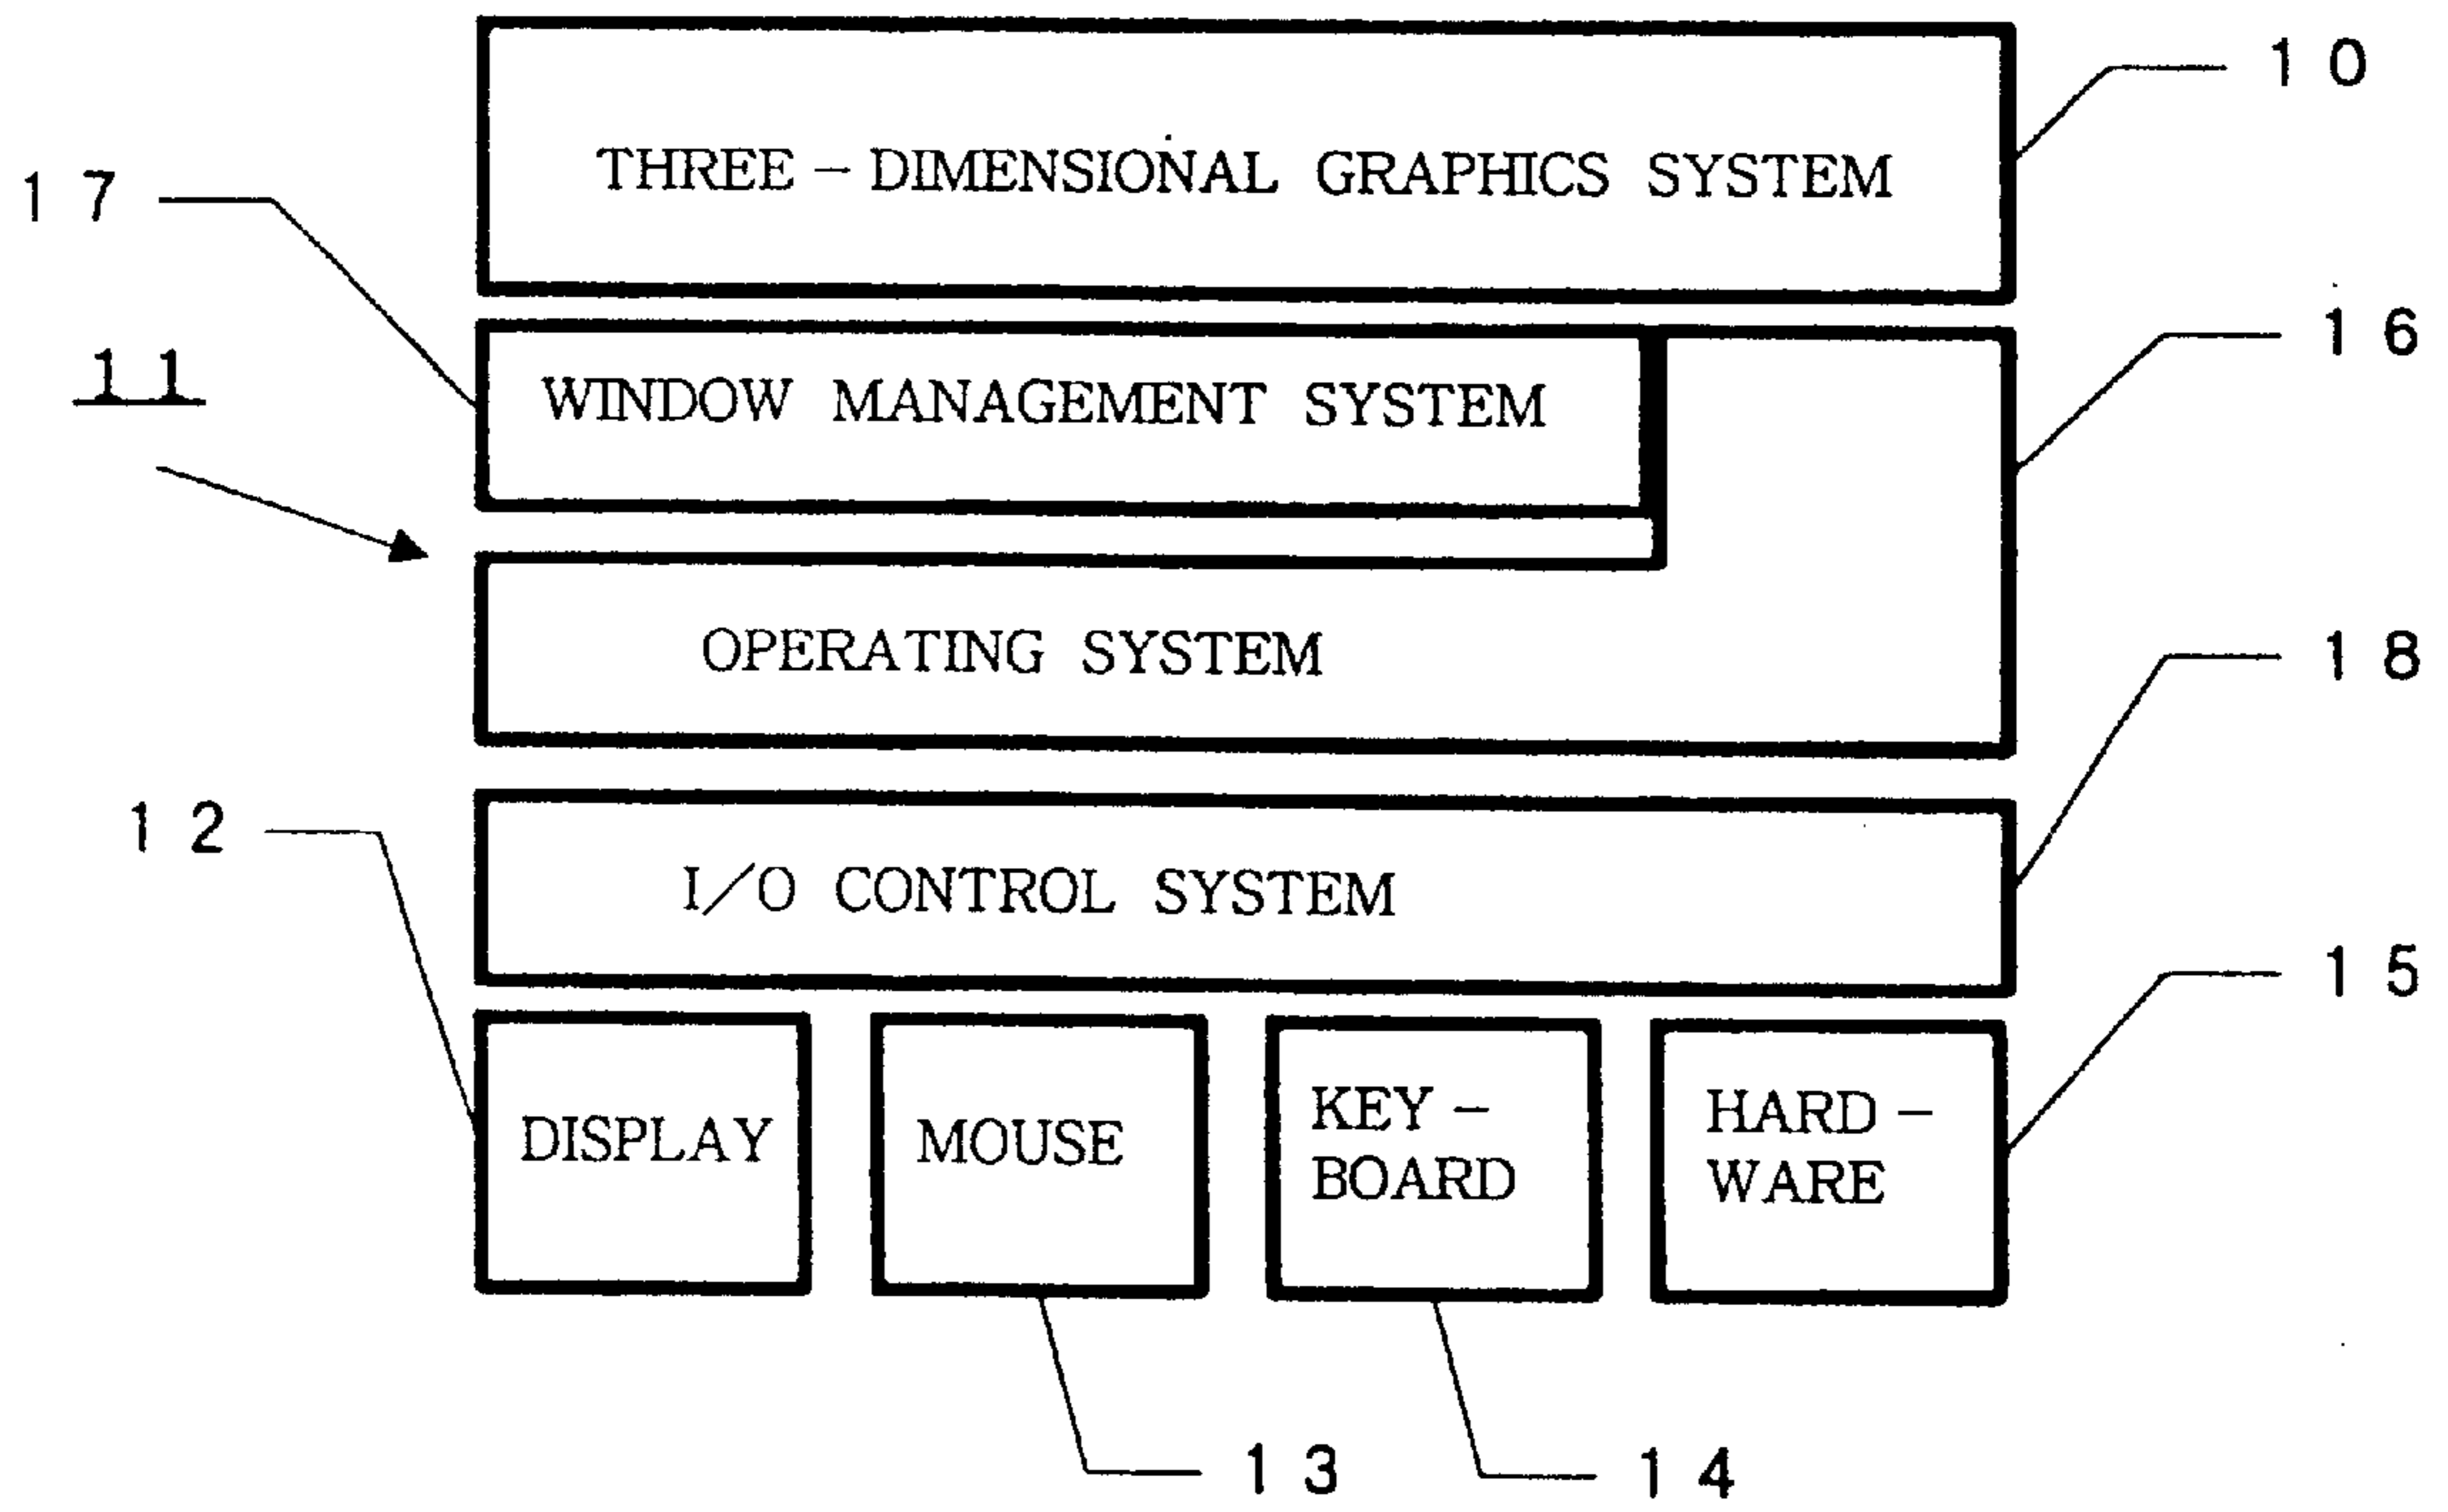 10
THREE-DIMENSIONAL GRAPHICS SYSTEM
17
16
11
WINDOW MANAGEMENT SYSTEM
OPERATING SYSTEM
18
12
I/O CONTROL SYSTEM
15
DISPLAY
MOUSE
KEY-
BOARD
HARD-
WARE
13
14